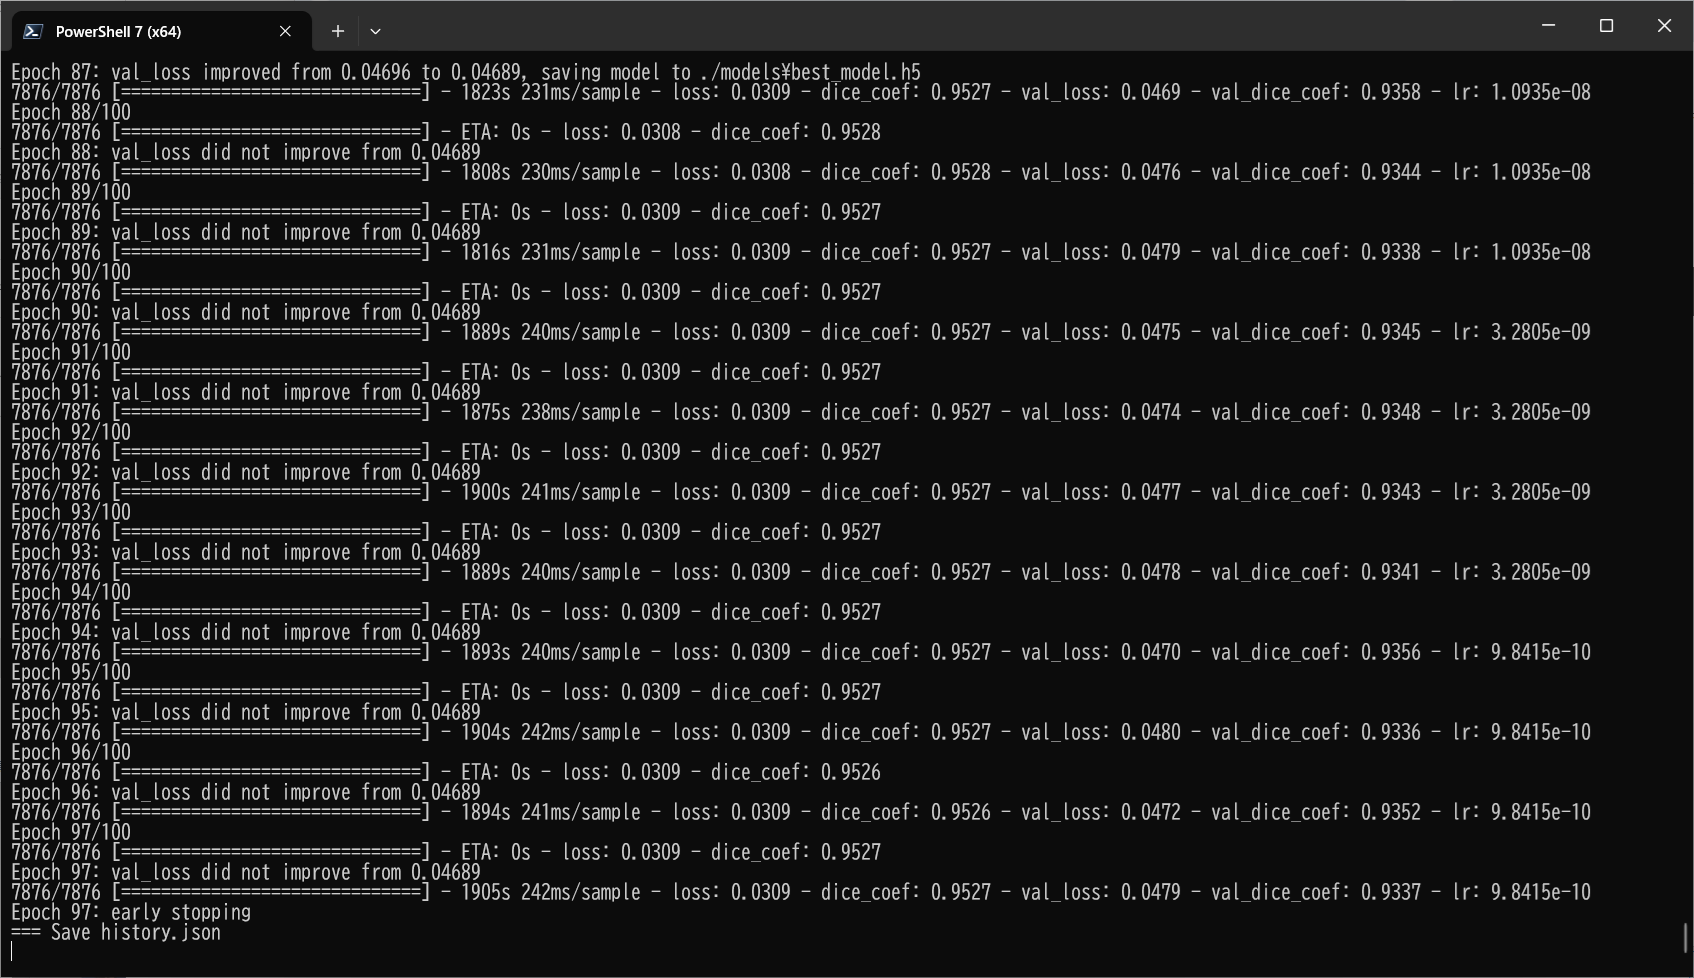 PowerShell 7 (x64)
Epoch 87: val_loss improved from 0.04696 to 0.04689, saving model to ./models¥best_model.h5
7876/7876 [==============================] - 1823s 231ms/sample - loss: 0.0309 - dice_coef: 0.9527 - val_loss: 0.0469 - val_dice_coef: 0.9358 - lr: 1.0935e-08
Epoch 88/100
7876/7876 [==============================] - ETA: 0s - loss: 0.0308 - dice_coef: 0.9528
Epoch 88: val_loss did not improve from 0.04689
7876/7876 [==============================] - 1808s 230ms/sample - loss: 0.0308 - dice_coef: 0.9528 - val_loss: 0.0476 - val_dice_coef: 0.9344 - lr: 1.0935e-08
Epoch 89/100
7876/7876 [==============================] - ETA: 0s - loss: 0.0309 - dice_coef: 0.9527
Epoch 89: val_loss did not improve from 0.04689
7876/7876 [==============================] - 1816s 231ms/sample - loss: 0.0309 - dice_coef: 0.9527 - val_loss: 0.0479 - val_dice_coef: 0.9338 - lr: 1.0935e-08
Epoch 90/100
7876/7876 [==============================] - ETA: 0s - loss: 0.0309 - dice_coef: 0.9527
Epoch 90: val_loss did not improve from 0.04689
7876/7876 [==============================] - 1889s 240ms/sample - loss: 0.0309 - dice_coef: 0.9527 - val_loss: 0.0475 - val_dice_coef: 0.9345 - lr: 3.2805e-09
Epoch 91/100
7876/7876 [==============================] - ETA: 0s - loss: 0.0309 - dice_coef: 0.9527
Epoch 91: val_loss did not improve from 0.04689
7876/7876 [==============================] - 1875s 238ms/sample - loss: 0.0309 - dice_coef: 0.9527 - val_loss: 0.0474 - val_dice_coef: 0.9348 - lr: 3.2805e-09
Epoch 92/100
7876/7876 [==============================] - ETA: 0s - loss: 0.0309 - dice_coef: 0.9527
Epoch 92: val_loss did not improve from 0.04689
7876/7876 [==============================] - 1900s 241ms/sample - loss: 0.0309 - dice_coef: 0.9527 - val_loss: 0.0477 - val_dice_coef: 0.9343 - lr: 3.2805e-09
Epoch 93/100
7876/7876 [==============================] - ETA: 0s - loss: 0.0309 - dice_coef: 0.9527
Epoch 93: val_loss did not improve from 0.04689
7876/7876 [==============================] - 1889s 240ms/sample - loss: 0.0309 - dice_coef: 0.9527 - val_loss: 0.0478 - val_dice_coef: 0.9341 - lr: 3.2805e-09
Epoch 94/100
7876/7876 [==============================] - ETA: 0s - loss: 0.0309 - dice_coef: 0.9527
Epoch 94: val_loss did not improve from 0.04689
7876/7876 [==============================] - 1893s 240ms/sample - loss: 0.0309 - dice_coef: 0.9527 - val_loss: 0.0470 - val_dice_coef: 0.9356 - lr: 9.8415e-10
Epoch 95/100
7876/7876 [==============================] - ETA: 0s - loss: 0.0309 - dice_coef: 0.9527
Epoch 95: val_loss did not improve from 0.04689
7876/7876 [==============================] - 1904s 242ms/sample - loss: 0.0309 - dice_coef: 0.9527 - val_loss: 0.0480 - val_dice_coef: 0.9336 - lr: 9.8415e-10
Epoch 96/100
7876/7876 [==============================] - ETA: 0s - loss: 0.0309 - dice_coef: 0.9526
Epoch 96: val_loss did not improve from 0.04689
7876/7876 [==============================] - 1894s 241ms/sample - loss: 0.0309 - dice_coef: 0.9526 - val_loss: 0.0472 - val_dice_coef: 0.9352 - lr: 9.8415e-10
Epoch 97/100
7876/7876 [==============================] - ETA: 0s - loss: 0.0309 - dice_coef: 0.9527
Epoch 97: val_loss did not improve from 0.04689
7876/7876 [==============================] - 1905s 242ms/sample - loss: 0.0309 - dice_coef: 0.9527 - val_loss: 0.0479 - val_dice_coef: 0.9337 - lr: 9.8415e-10
Epoch 97: early stopping
=== Save history.json